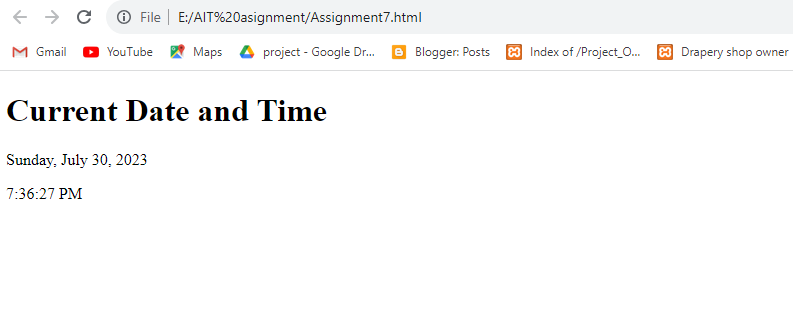 File E:/AIT%20asignment/Assignment7.html
Gmail YouTube Maps project - Google Dr... Blogger: Posts Index of /Project_O... Drapery shop owner
Current Date and Time
Sunday, July 30, 2023
7:36:27 PM